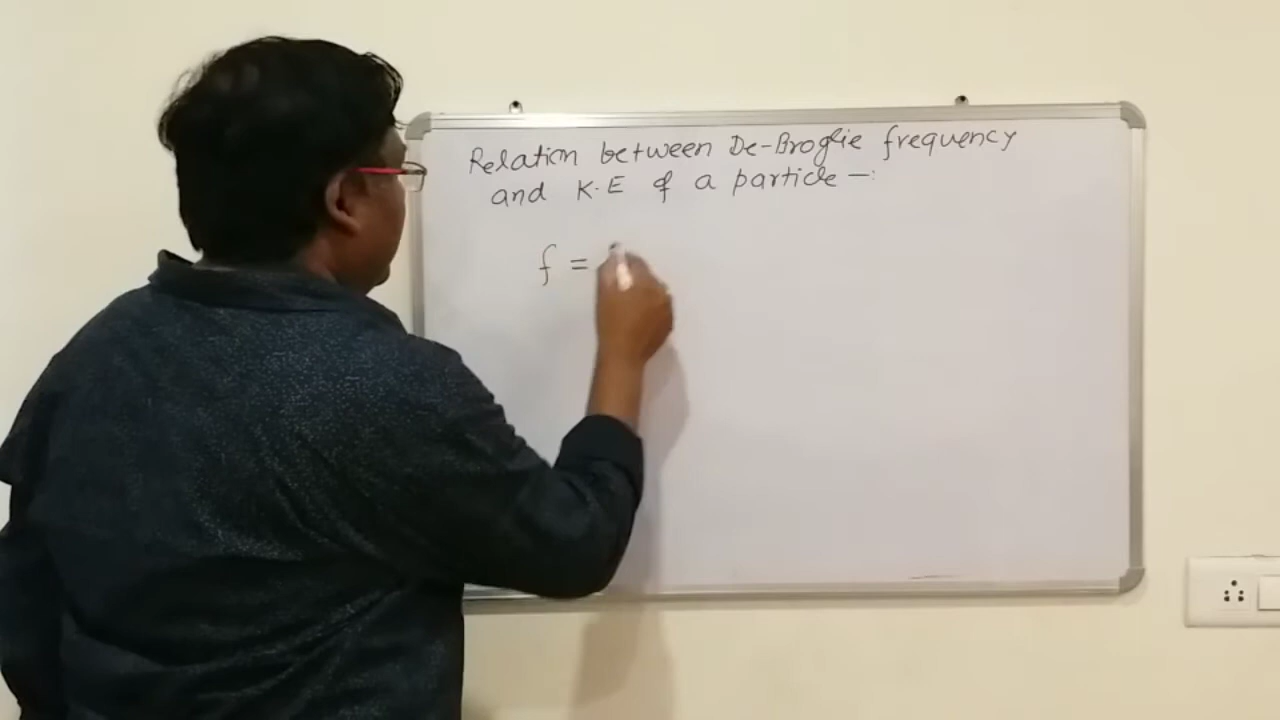 Relation between De-Broglie frequency
and K.E of a particle –:
f =